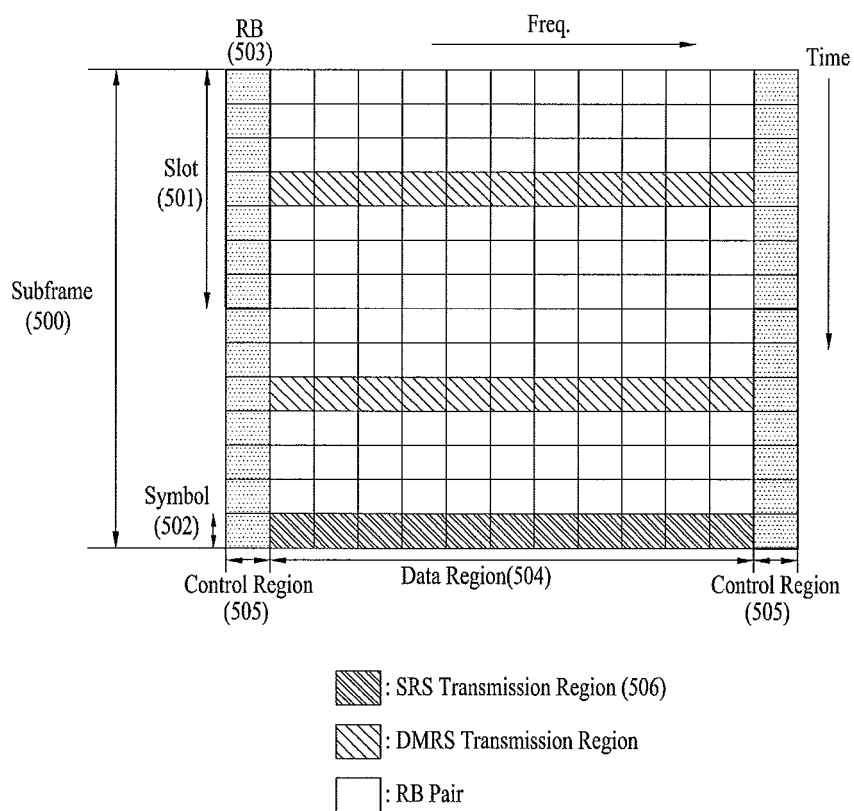 RB
(503)
Freq.
Time
Slot
(501)
Subframe
(500)
Symbol
(502)
Control Region
(505)
Data Region(504)
Control Region
(505)
: SRS Transmission Region (506)
: DMRS Transmission Region
: RB Pair